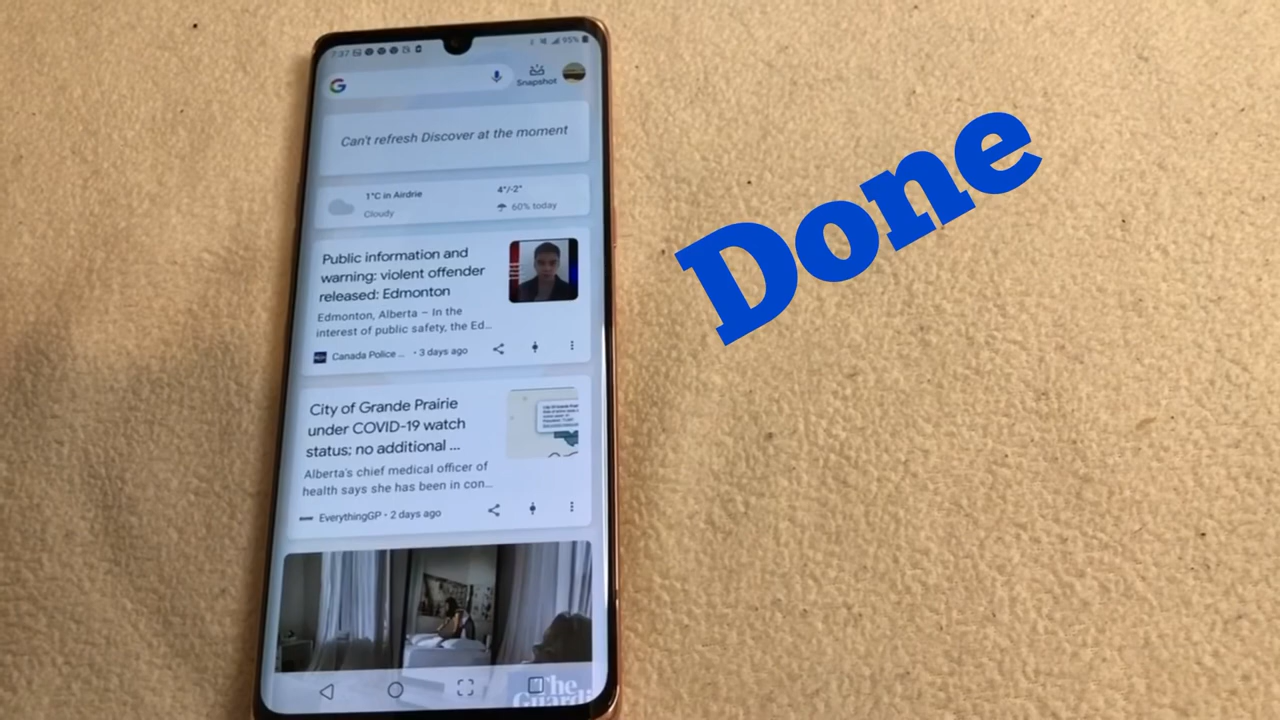 7:37
95%
G
Snapshot
Can't refresh Discover at the moment
1°C in Airdrie
4°/-2°
Cloudy
60% today
Public information and
warning: violent offender
released: Edmonton
Edmonton, Alberta – In the
interest of public safety, the Ed...
Canada Police ... • 3 days ago
City of Grande Prairie
under COVID-19 watch
status; no additional ...
Alberta's chief medical officer of
health says she has been in con...
EverythingGP • 2 days ago
The
Guardi
Done